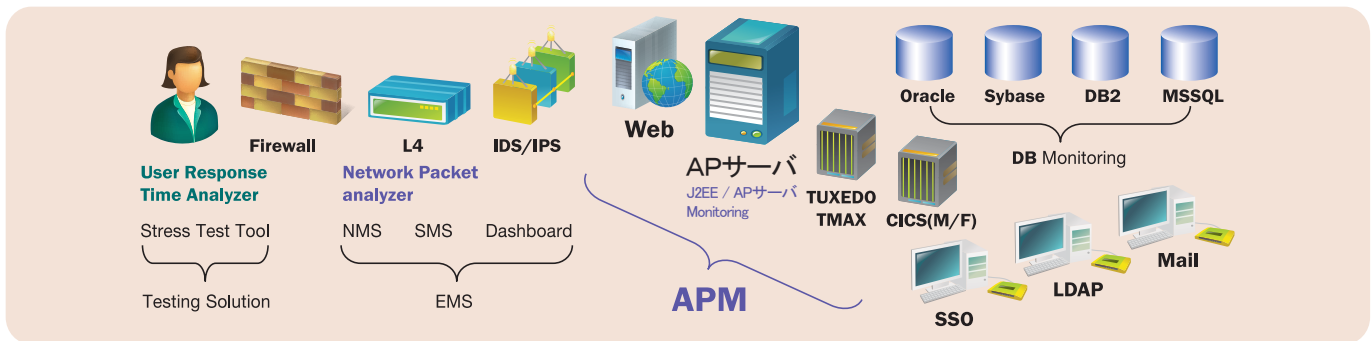 Firewall
L4
IDS/IPS
User Response
Time Analyzer
Network Packet
analyzer
Stress Test Tool
NMS SMS Dashboard
Testing Solution
EMS
Web
APサーバ
J2EE / APサーバ
Monitoring
TUXEDO
TMAX
CICS(M/F)
APM
Oracle Sybase DB2 MSSQL
DB Monitoring
SSO
LDAP
Mail